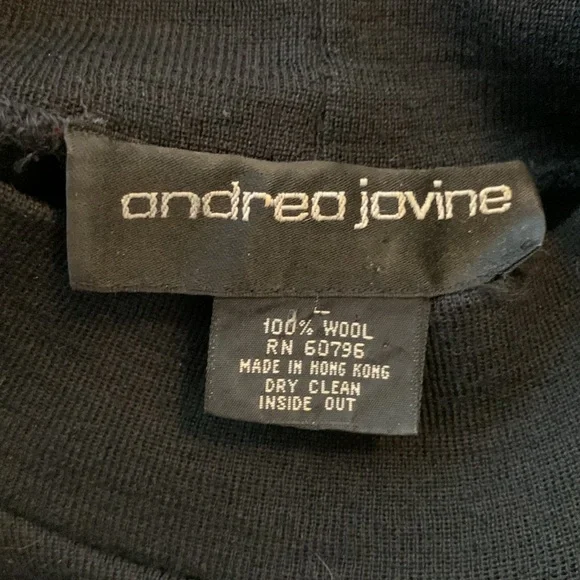 andrea jovine
100% WOOL
RN 60796
MADE IN HONG KONG
DRY CLEAN
INSIDE OUT